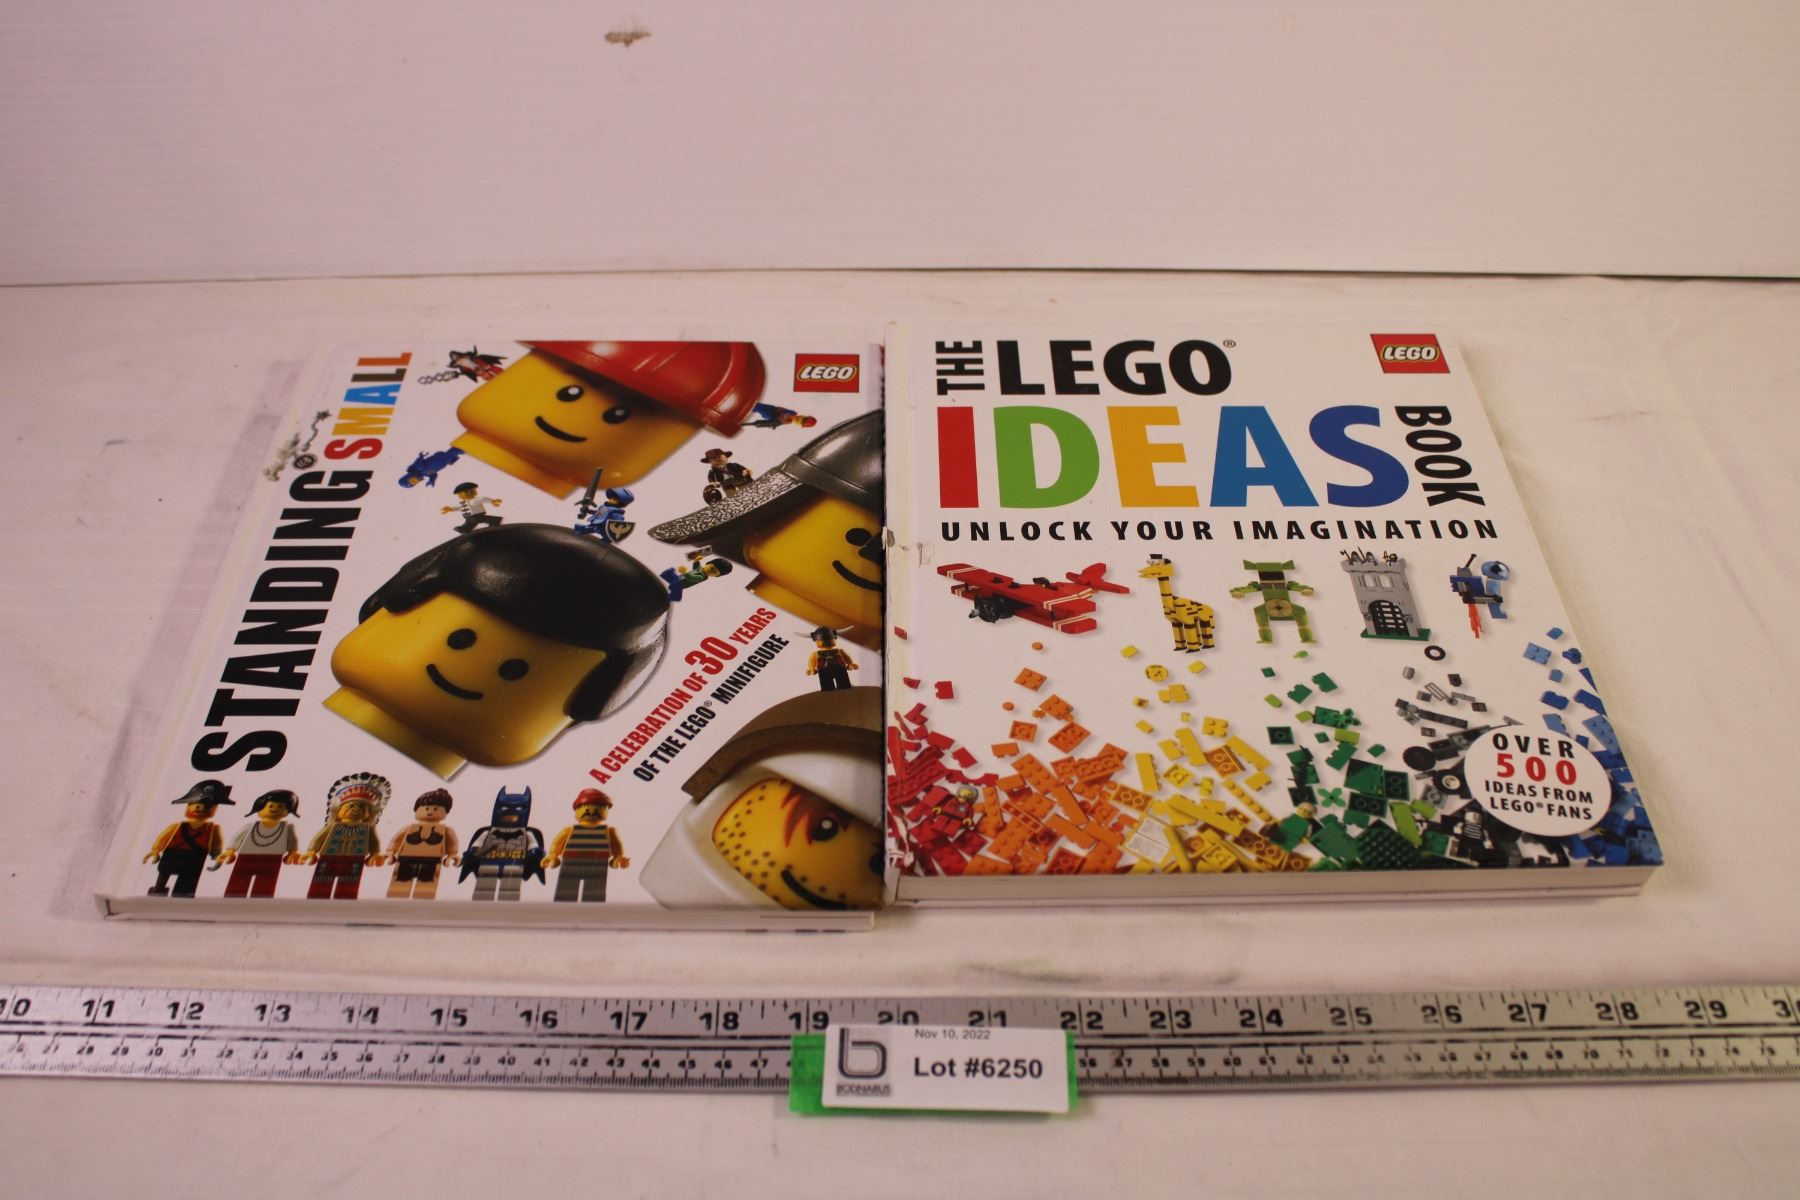 STANDING SMALL
LEGO
A CELEBRATION OF 30 YEARS
OF THE LEGO® MINIFIGURE
THE LEGO®
IDEAS
BOOK
LEGO
UNLOCK YOUR IMAGINATION
OVER
500
IDEAS FROM
LEGO® FANS
10 11 12 13 14 15 16 17 18 19 20 21 22 23 24 25 26 27 28 29 30
Nov 10, 2022
Lot #6250
b
BODNARUS